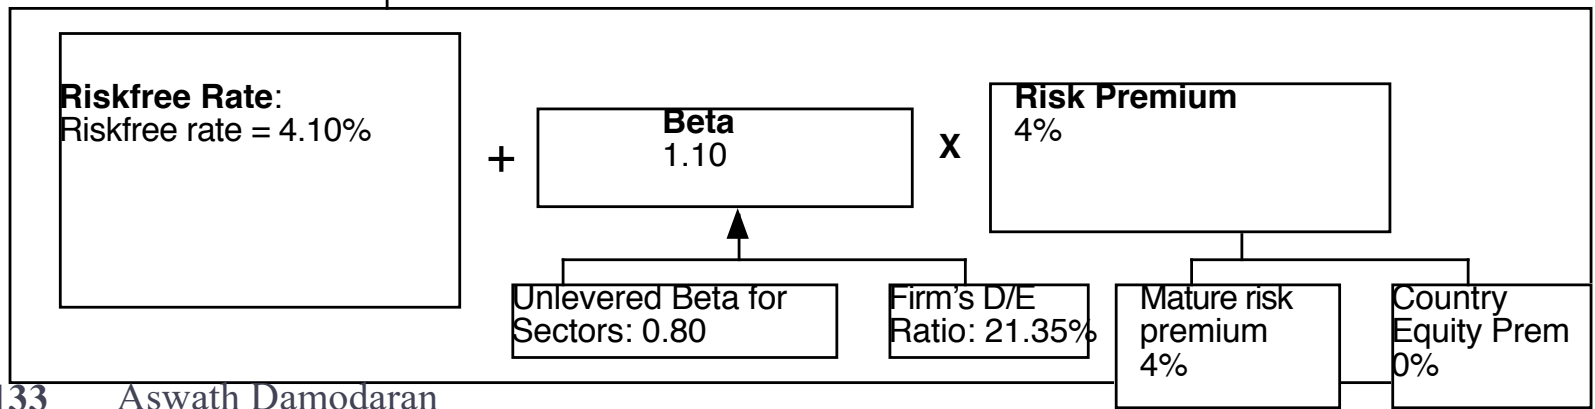 Riskfree Rate:
Riskfree rate = 4.10%
+
Beta
1.10
X
Risk Premium
4%
Unlevered Beta for
Sectors: 0.80
Firm's D/E
Ratio: 21.35%
Mature risk
premium
4%
Country
Equity Prem
0%
133 Aswath Damodaran